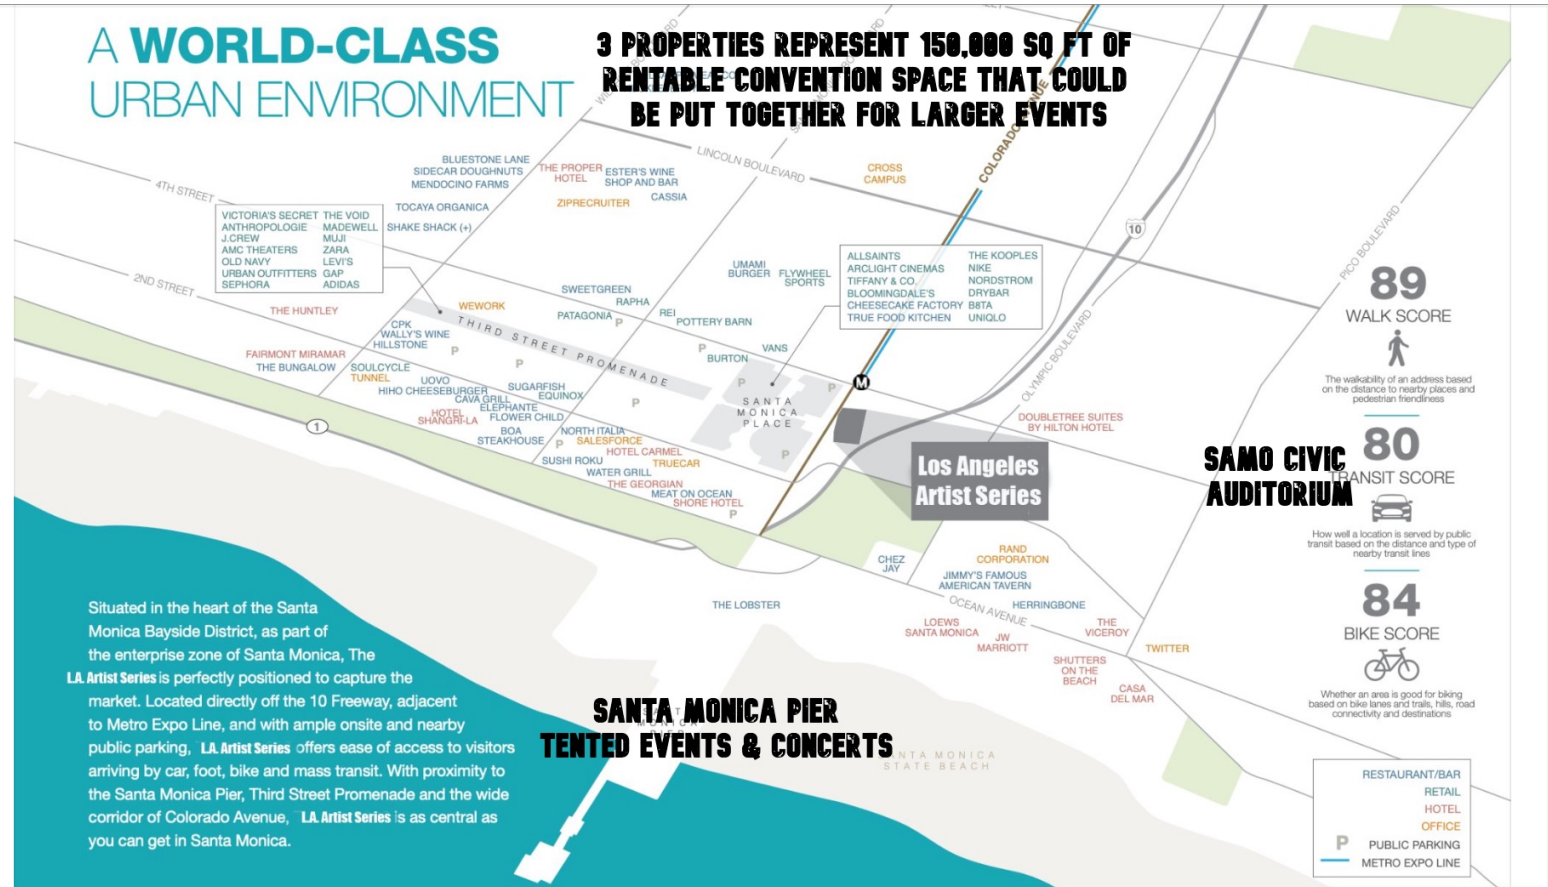 A WORLD-CLASS
URBAN ENVIRONMENT
3 PROPERTIES REPRESENT 150,000 SQ FT OF
RENTABLE CONVENTION SPACE THAT COULD
BE PUT TOGETHER FOR LARGER EVENTS
LINCOLN BOULEVARD
COLORADO AVENUE
4TH STREET
2ND STREET
BLUESTONE LANE
SIDECAR DOUGHNUTS
MENDOCINO FARMS
THE PROPER
HOTEL
ESTER'S WINE
SHOP AND BAR
CASSIA
ZIPRECRUITER
CROSS
CAMPUS
TOCAYA ORGANICA
SHAKE SHACK (+)
VICTORIA'S SECRET THE VOID
ANTHROPOLOGIE MADEWELL
J.CREW MUJI
AMC THEATERS ZARA
OLD NAVY LEVI'S
URBAN OUTFITTERS GAP
SEPHORA ADIDAS
10
PICO BOULEVARD
OLYMPIC BOULEVARD
UMAMI
BURGER
FLYWHEEL
SPORTS
ALLSAINTS THE KOOPLES
ARCLIGHT CINEMAS NIKE
TIFFANY & CO. NORDSTROM
BLOOMINGDALE'S DRYBAR
CHEESECAKE FACTORY B8TA
TRUE FOOD KITCHEN UNIQLO
THE HUNTLEY
WEWORK
SWEETGREEN
RAPHA
PATAGONIA
P
REI
POTTERY BARN
THIRD STREET PROMENADE
CPK
WALLY'S WINE
HILLSTONE
P
P
P
BURTON
VANS
FAIRMONT MIRAMAR
THE BUNGALOW
SOULCYCLE
TUNNEL
UOVO
HIHO CHEESEBURGER
CAVA GRILL
SUGARFISH
EQUINOX
ELEPHANTE
FLOWER CHILD
HOTEL
SHANGRI-LA
P
P
P
M
SANTA
MONICA
PLACE
P
1
BOA
STEAKHOUSE
P
NORTH ITALIA
SALESFORCE
HOTEL CARMEL
SUSHI ROKU
TRUECAR
WATER GRILL
THE GEORGIAN
MEAT ON OCEAN
SHORE HOTEL
P
DOUBLETREE SUITES
BY HILTON HOTEL
Los Angeles
Artist Series
SAMO CIVIC
AUDITORIUM
CHEZ
JAY
RAND
CORPORATION
JIMMY'S FAMOUS
AMERICAN TAVERN
THE LOBSTER
OCEAN AVENUE
HERRINGBONE
LOEWS
SANTA MONICA
JW
MARRIOTT
THE
VICEROY
TWITTER
SHUTTERS
ON THE
BEACH
CASA
DEL MAR
SANTA MONICA PIER
TENTED EVENTS & CONCERTS
MONICA
STATE BEACH
89
WALK SCORE
The walkability of an address based
on the distance to nearby places and
pedestrian friendliness
80
TRANSIT SCORE
How well a location is served by public
transit based on the distance and type of
nearby transit lines
84
BIKE SCORE
Whether an area is good for biking
based on bike lanes and trails, hills, road
connectivity and destinations
Situated in the heart of the Santa
Monica Bayside District, as part of
the enterprise zone of Santa Monica, The
L.A. Artist Series is perfectly positioned to capture the
market. Located directly off the 10 Freeway, adjacent
to Metro Expo Line, and with ample onsite and nearby
public parking, L.A. Artist Series offers ease of access to visitors
arriving by car, foot, bike and mass transit. With proximity to
the Santa Monica Pier, Third Street Promenade and the wide
corridor of Colorado Avenue, L.A. Artist Series is as central as
you can get in Santa Monica.
RESTAURANT/BAR
RETAIL
HOTEL
OFFICE
P PUBLIC PARKING
METRO EXPO LINE